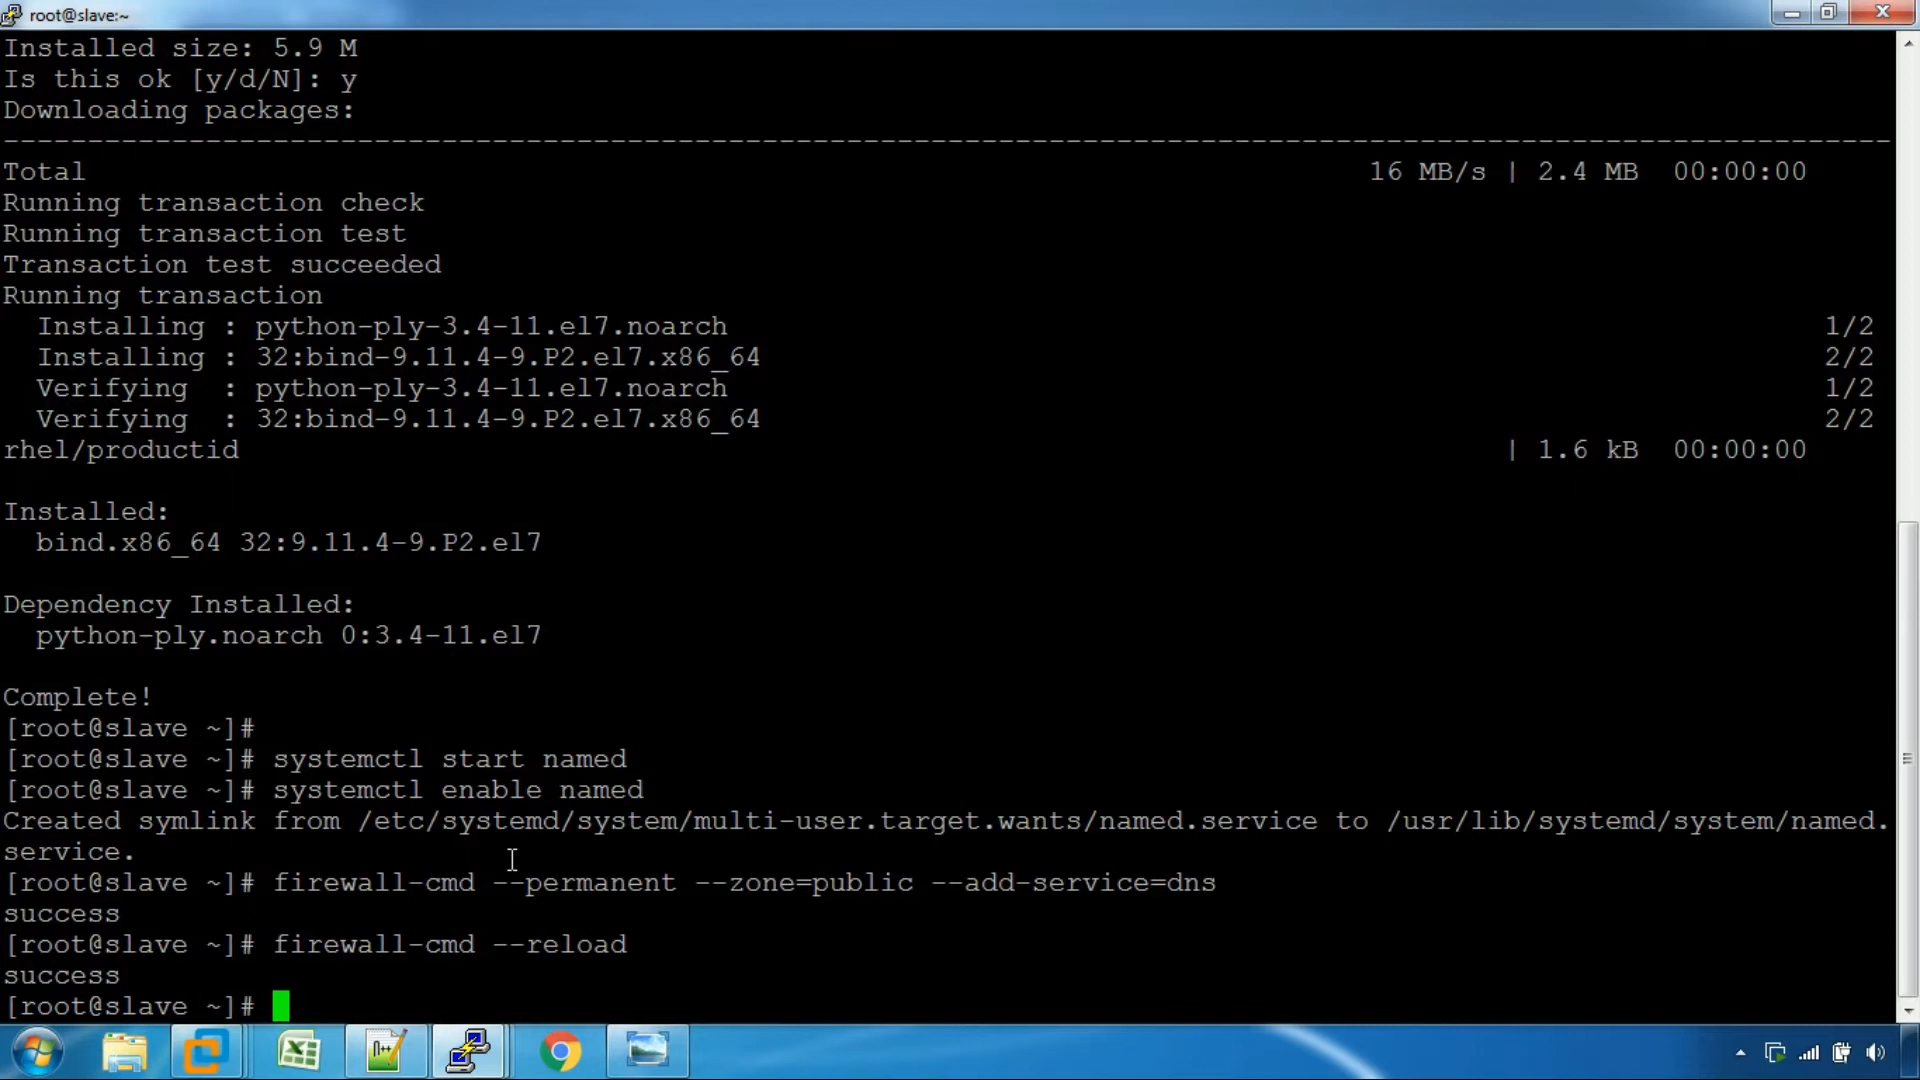 root@slave:~
Installed size: 5.9 M
Is this ok [y/d/N]: y
Downloading packages:
--------------------------------------------------------------------------------------------------------------
Total 16 MB/s | 2.4 MB 00:00:00
Running transaction check
Running transaction test
Transaction test succeeded
Running transaction
Installing : python-ply-3.4-11.el7.noarch 1/2
Installing : 32:bind-9.11.4-9.P2.el7.x86_64 2/2
Verifying : python-ply-3.4-11.el7.noarch 1/2
Verifying : 32:bind-9.11.4-9.P2.el7.x86_64 2/2
rhel/productid | 1.6 kB 00:00:00
Installed:
bind.x86_64 32:9.11.4-9.P2.el7
Dependency Installed:
python-ply.noarch 0:3.4-11.el7
Complete!
[root@slave ~]#
[root@slave ~]# systemctl start named
[root@slave ~]# systemctl enable named
Created symlink from /etc/systemd/system/multi-user.target.wants/named.service to /usr/lib/systemd/system/named.
service.
[root@slave ~]# firewall-cmd --permanent --zone=public --add-service=dns
success
[root@slave ~]# firewall-cmd --reload
success
[root@slave ~]#